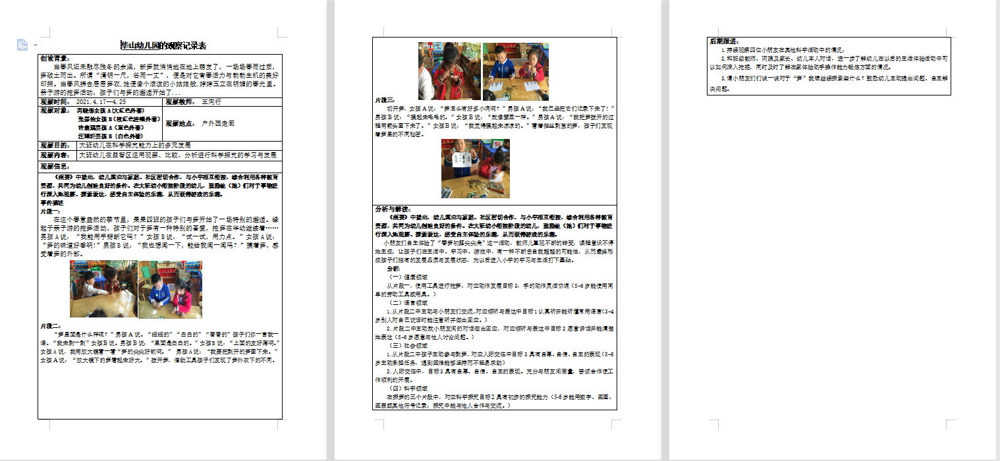 华山幼儿园的观察记录表
创设背景：
当春风还未融尽残冬的余涵，新笋就悄悄地在地上萌发了，一场场春雨过后，
笋破土而出。所谓“清明一尺，谷雨一丈”，便是对它青春活力与勃勃生机的美好
印照。当春风拂去层层笋衣，她便像个活泼的小姑娘般，婷婷玉立在明媚的春光里。
亲子游的挖笋活动，孩子们与笋的邂逅开始了...
观察时间： 2021.4.17—4.25 观察教师： 王向行
观察对象： 女孩A（大红色外套）
女孩B（玫红色连帽外套）
男孩A（蓝色外套）
男孩B（白色外套）
观察地点： 户外西走廊
观察目的： 大班幼儿在科学探究能力上的多元发展
观察内容： 大班幼儿在益智区运用观察、比较、分析进行科学探究的学习与发展
观察信息：
《纲要》中提出，幼儿园应与家庭、社区密切合作，与小学相互衔接，综合利用各种教育
资源，共同为幼儿创造良好的条件。在大班幼小衔接阶段的幼儿，鼓励他（她）们对于事物进
行深入地观察、探索表达，感受自主体验的乐趣，从而获得游戏的乐趣。
事件描述
片段一：
在这个春意盎然的季节里，果果四班的孩子们与笋开始了一场特别的邂逅。缘
起于亲子游的挖笋活动，孩子们对于笋有一种特别的喜爱，挖笋在华幼继续着……
男孩A说：“我能用手掰断它吗？”女孩B说：“试一试，用力点。”女孩A说：
“笋的味道好香啊！”男孩B说：“我也想闻一下，能给我闻一闻吗？”摸着笋，感
受着笋的外部。
片段二：
“笋里面是什么样呢？”男孩A说。“细细的”“白白的”“香香的”孩子们你一言我一
语。“我来剥一剥”女孩B说。男孩B说：“里面是白白的。”女孩B说：“上面的皮好薄啊。”
女孩A说，我用放大镜看一看“笋的尖尖好软啊。” 男孩A说：“我要把剥开的笋画下来。”
女孩A说：“放大镜下的笋看起来好大。”拨开笋，借助工具孩子们发现了笋外衣下的不同。
片段三：
切开笋，女孩A说：“笋怎么有好多小洞啊？”男孩A说：“我已经把它们记录下来了！”
男孩B说：“摸起来毛毛的。”女孩B说：“就像蟹互一样。”男孩A说：“我把笋拨开的过
程用箭头画下来了。”女孩B说：“我觉得摸起来凉凉的。”看着抽丝剥茧的笋，孩子们发现
着笋里的不同秘密。
分析与解读：
《纲要》中提出，幼儿园应与家庭、社区密切合作，与小学相互衔接，综合利用各种教育
资源，共同为幼儿创造良好的条件。在大班幼小衔接阶段的幼儿，鼓励他（她）们对于事物进
行深入地观察、探索表达，感受自主体验的乐趣，从而获得游戏的乐趣。
小朋友们自主体验了“春笋初露尖尖角”这一活动，教师儿童观不断的转变，课程意识不停
地生成，让孩子们在生活中、学习中、游戏中，有一种不断去自我超越的可能性，从而最终形
成孩子们独有的发展品质与发展状态，为以后进入小学的学习与生活打下基础。
分析：
（一）健康领域
从片段一，使用工具进行挖笋，对应动作发展目标3，手的动作灵活协调（5-6岁能使用简
单的劳动工具或用具。）
（二）语言领域
1.从片段二中主动与小朋友们交流，对应倾听与表达中目标1认真听并能听懂常用语言（3-4
岁别人对自己说话时能注意听并做出回应。）
2.片段二中主动就小朋友间的对话做出回应，对应倾听与表达中目标2愿意讲话并能清楚
地表达（5-6岁愿意与他人讨论问题。）
（三）社会领域
1.从片段二中孩子主动参与剥笋，对应人际交往中目标3具有自尊、自信、自主的表现（5-6
岁主动承担任务，遇到困难能够坚持而不轻易求助）
2.人际交往中，目标3具有自尊、自信、自主的表现。充分与朋友间商量，尝试合作使工
作顺利的开展。
（四）科学领域
在探笋的三个片段中，对应科学探究目标2具有初步的探究能力（5-6岁能用数字、图画、
图表或其他符号记录；探究中能与他人合作与交流。）
后期跟进：
1.持续观察四位小朋友在其他科学活动中的情况；
2.和班级教师、阿姨及家长、幼儿本人对话，进一步了解幼儿在以后的生活体验活动中可
以如何深入挖掘，同时及时了解在家体验动手操作能力锻炼方面的情况。
3.请小朋友们们谈一谈对于“笋”我想继续探索些什么？鼓励幼儿主动提出问题、自主解
决问题。